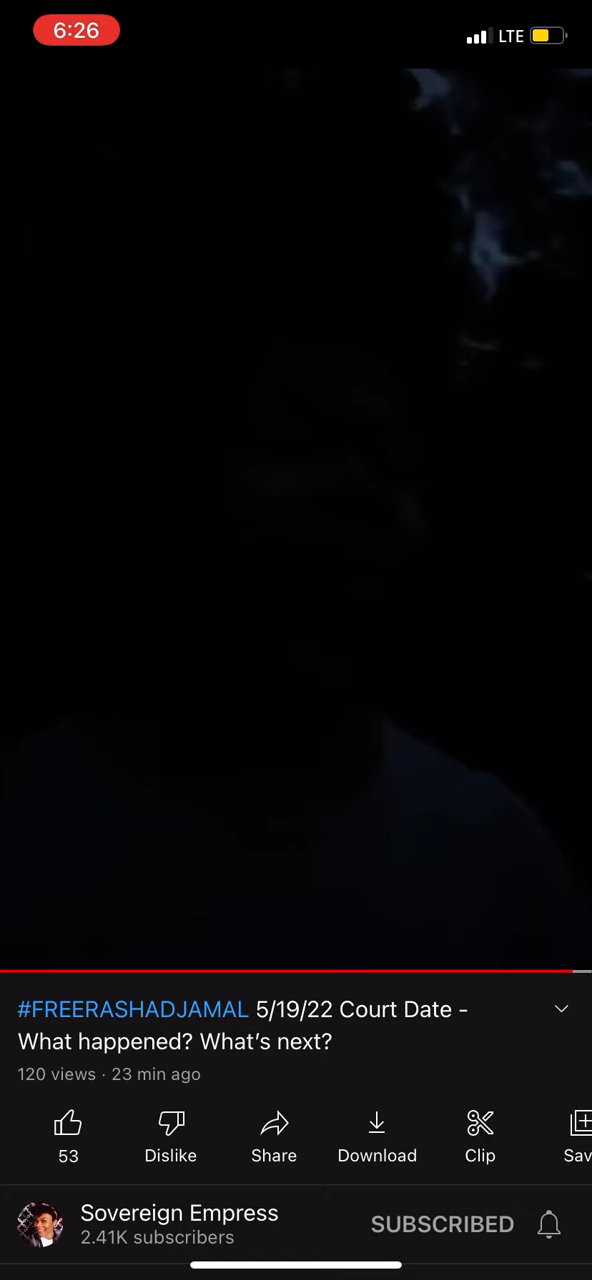 6:26
LTE
#FREERASHADJAMAL 5/19/22 Court Date -
What happened? What's next?
120 views · 23 min ago
53
Dislike
Share
Download
Clip
Sav
Sovereign Empress
2.41K subscribers
SUBSCRIBED